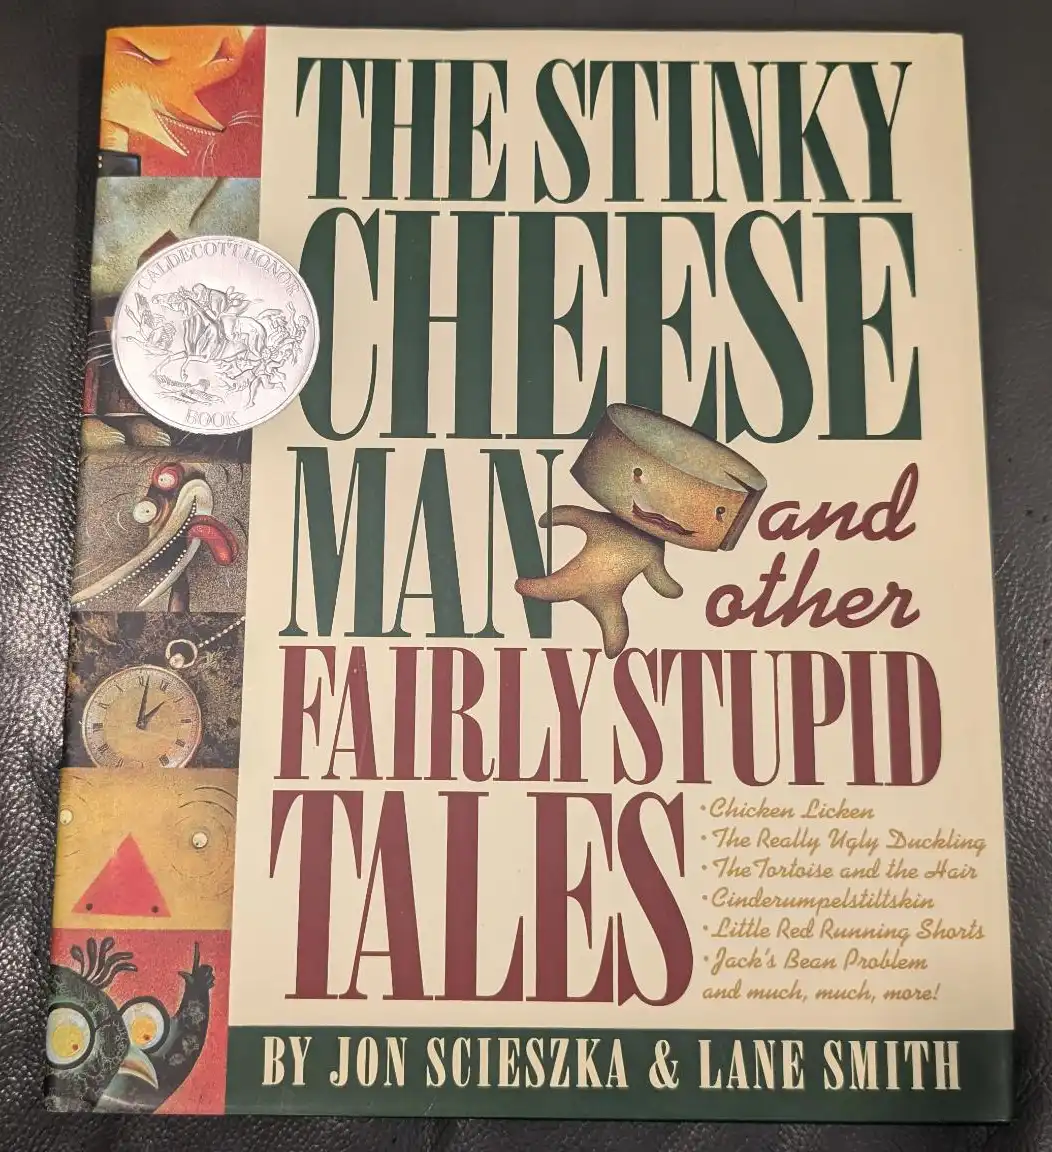 THE STINKY
CHEESE
MAN and
other
FAIRLY STUPID
TALES
CALDECOTT HONOR
BOOK
•Chicken Licken
•The Really Ugly Duckling
•The Tortoise and the Hair
•Cinderumpelstiltskin
•Little Red Running Shorts
•Jack's Bean Problem
and much, much, more!
BY JON SCIESZKA & LANE SMITH